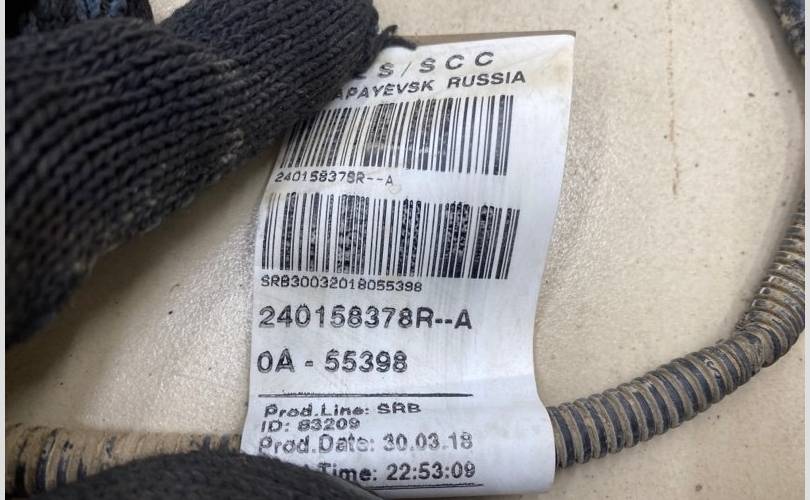 S/SCC
APAYEVSK RUSSIA
240158378R--A
SRB30032018055398
240158378R--A
0A - 55398
Prod.Line: SRB
ID: 83209
Prod.Date: 30.03.18
Time: 22:53:09